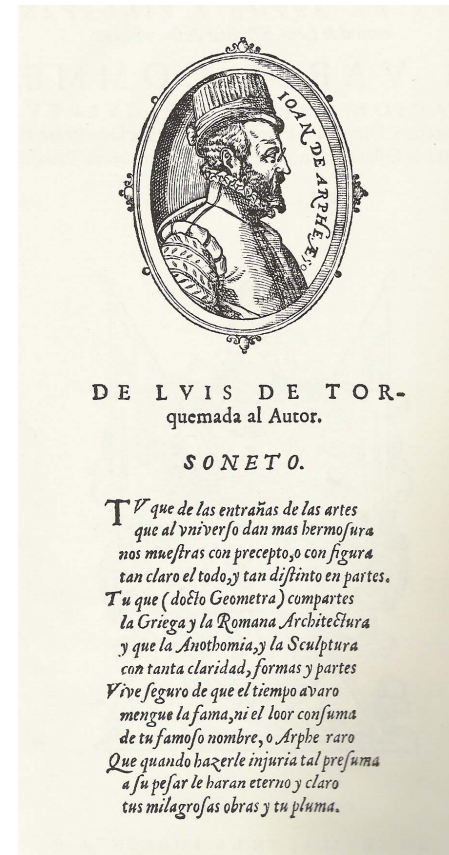 IOAN DE ARPHE Æ 50
DE LVIS DE TOR-
quemada al Autor.
SONETO.
TV que de las entrañas de las artes
que al vniuerſo dan mas hermoſura
nos mueſtras con precepto, o con figura
tan claro el todo, y tan diſtinto en partes.
Tu que (docto Geometra) compartes
la Griega y la Romana Architectura
y que la Anothomia, y la Sculptura
con tanta claridad, formas y partes
Viue ſeguro de que el tiempo auaro
mengue la fama, ni el loor conſuma
de tu famoſo nombre, o Arphe raro
Que quando hazerle injuria tal preſuma
a ſu peſar le haran eterno y claro
tus milagroſas obras y tu pluma.